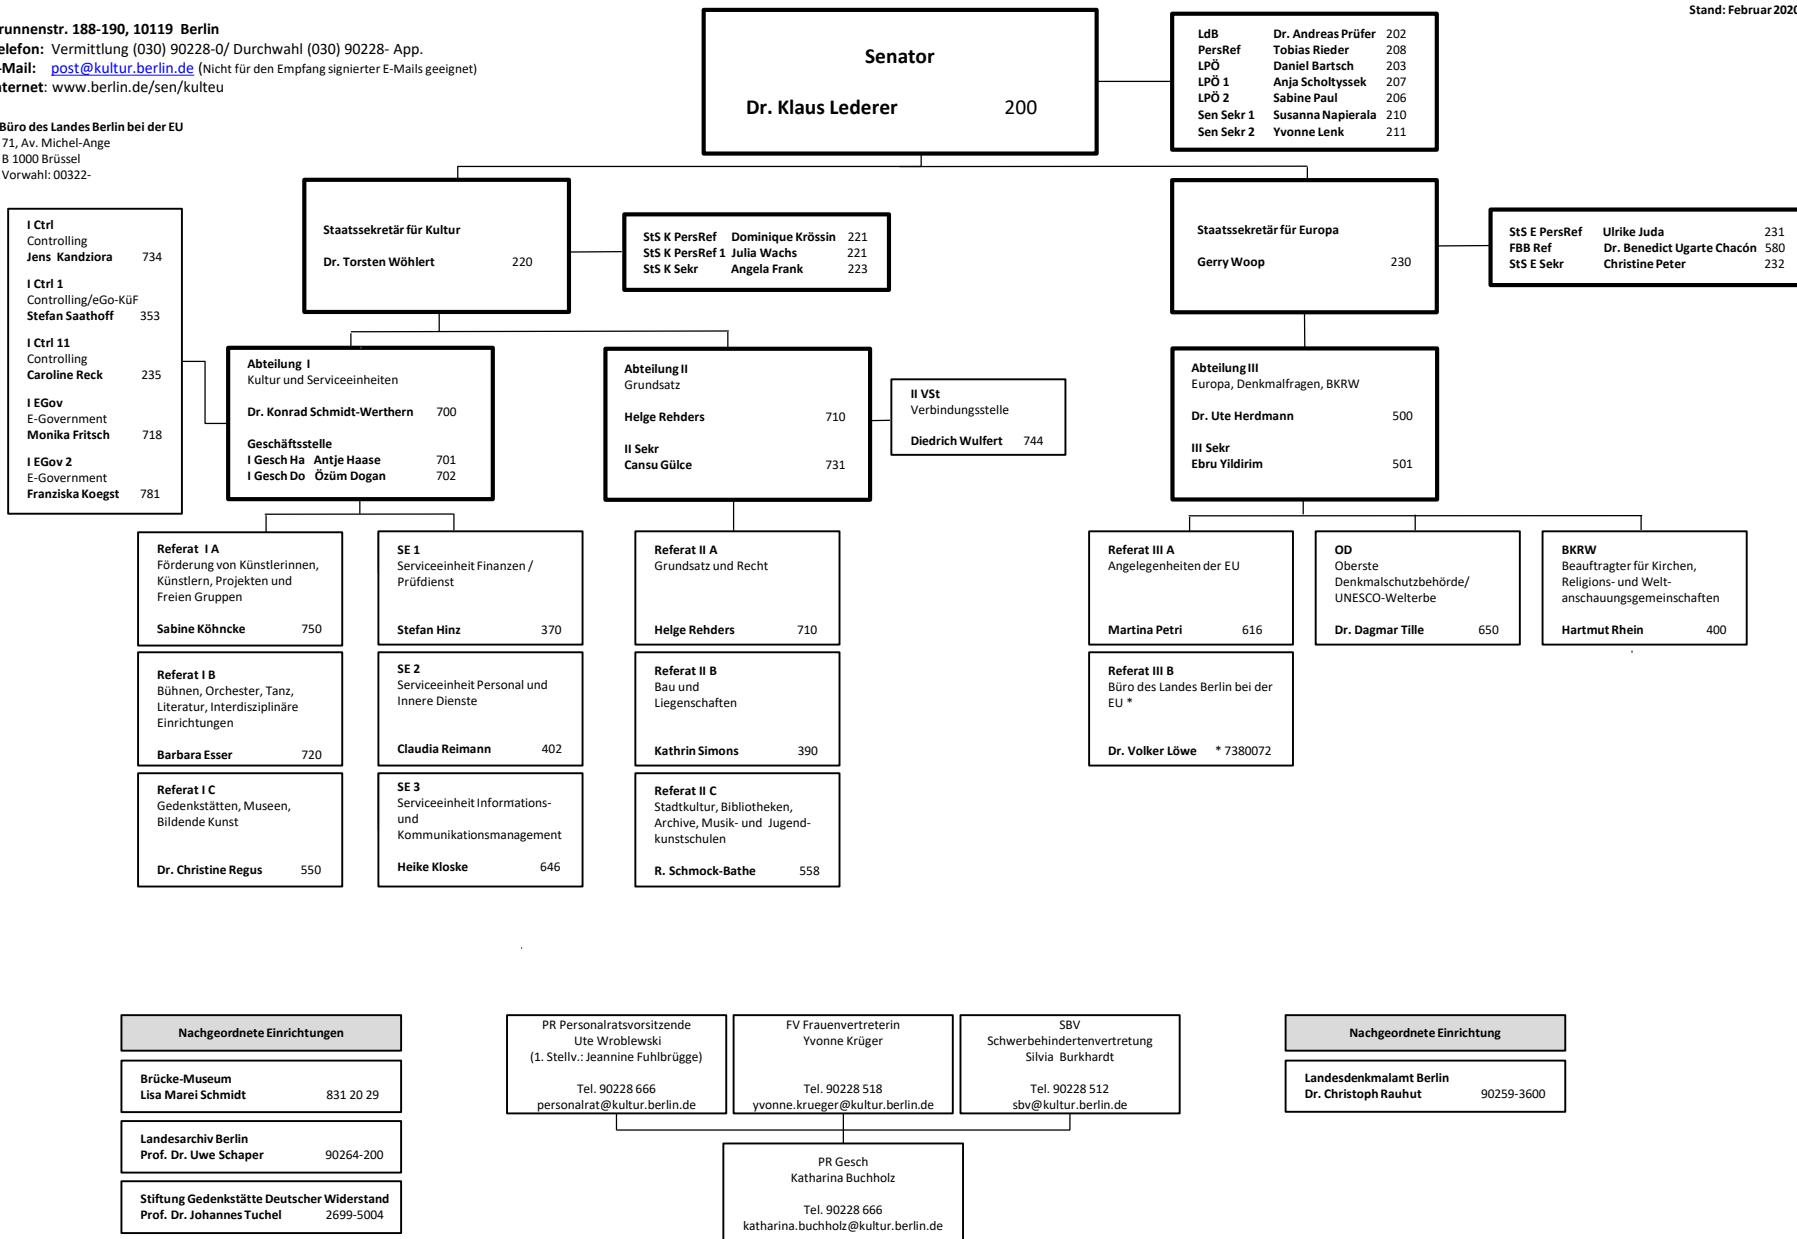 Stand: Februar 2020
runnenstr. 188-190, 10119 Berlin
elefon: Vermittlung (030) 90228-0/ Durchwahl (030) 90228- App.
-Mail: post@kultur.berlin.de (Nicht für den Empfang signierter E-Mails geeignet)
nternet: www.berlin.de/sen/kulteu
Büro des Landes Berlin bei der EU
71, Av. Michel-Ange
B 1000 Brüssel
Vorwahl: 00322-
Senator
Dr. Klaus Lederer 200
LdB Dr. Andreas Prüfer 202
PersRef Tobias Rieder 208
LPÖ Daniel Bartsch 203
LPÖ 1 Anja Scholtyssek 207
LPÖ 2 Sabine Paul 206
Sen Sekr 1 Susanna Napierala 210
Sen Sekr 2 Yvonne Lenk 211
Staatssekretär für Kultur
Dr. Torsten Wöhlert 220
StS K PersRef Dominique Krössin 221
StS K PersRef 1 Julia Wachs 221
StS K Sekr Angela Frank 223
Staatssekretär für Europa
Gerry Woop 230
StS E PersRef Ulrike Juda 231
FBB Ref Dr. Benedict Ugarte Chacón 580
StS E Sekr Christine Peter 232
I Ctrl
Controlling
Jens Kandziora 734
I Ctrl 1
Controlling/eGo-KüF
Stefan Saathoff 353
I Ctrl 11
Controlling
Caroline Reck 235
I EGov
E-Government
Monika Fritsch 718
I EGov 2
E-Government
Franziska Koegst 781
Abteilung I
Kultur und Serviceeinheiten
Dr. Konrad Schmidt-Werthern 700
Geschäftsstelle
I Gesch Ha Antje Haase 701
I Gesch Do Özüm Dogan 702
Abteilung II
Grundsatz
Helge Rehders 710
II Sekr
Cansu Gülce 731
II VSt
Verbindungsstelle
Diedrich Wulfert 744
Abteilung III
Europa, Denkmalfragen, BKRW
Dr. Ute Herdmann 500
III Sekr
Ebru Yildirim 501
Referat I A
Förderung von Künstlerinnen,
Künstlern, Projekten und
Freien Gruppen
Sabine Köhncke 750
SE 1
Serviceeinheit Finanzen /
Prüfdienst
Stefan Hinz 370
Referat II A
Grundsatz und Recht
Helge Rehders 710
Referat III A
Angelegenheiten der EU
Martina Petri 616
OD
Oberste
Denkmalschutzbehörde/
UNESCO-Welterbe
Dr. Dagmar Tille 650
BKRW
Beauftragter für Kirchen,
Religions- und Welt-
anschauungsgemeinschaften
Hartmut Rhein 400
Referat I B
Bühnen, Orchester, Tanz,
Literatur, Interdisziplinäre
Einrichtungen
Barbara Esser 720
SE 2
Serviceeinheit Personal und
Innere Dienste
Claudia Reimann 402
Referat II B
Bau und
Liegenschaften
Kathrin Simons 390
Referat III B
Büro des Landes Berlin bei der
EU *
Dr. Volker Löwe * 7380072
Referat I C
Gedenkstätten, Museen,
Bildende Kunst
Dr. Christine Regus 550
SE 3
Serviceeinheit Informations-
und
Kommunikationsmanagement
Heike Kloske 646
Referat II C
Stadtkultur, Bibliotheken,
Archive, Musik- und Jugend-
kunstschulen
R. Schmock-Bathe 558
Nachgeordnete Einrichtungen
Brücke-Museum
Lisa Marei Schmidt 831 20 29
Landesarchiv Berlin
Prof. Dr. Uwe Schaper 90264-200
Stiftung Gedenkstätte Deutscher Widerstand
Prof. Dr. Johannes Tuchel 2699-5004
PR Personalratsvorsitzende
Ute Wroblewski
(1. Stellv.: Jeannine Fuhlbrügge)
Tel. 90228 666
personalrat@kultur.berlin.de
FV Frauenvertreterin
Yvonne Krüger
Tel. 90228 518
yvonne.krueger@kultur.berlin.de
SBV
Schwerbehindertenvertretung
Silvia Burkhardt
Tel. 90228 512
sbv@kultur.berlin.de
PR Gesch
Katharina Buchholz
Tel. 90228 666
katharina.buchholz@kultur.berlin.de
Nachgeordnete Einrichtung
Landesdenkmalamt Berlin
Dr. Christoph Rauhut 90259-3600